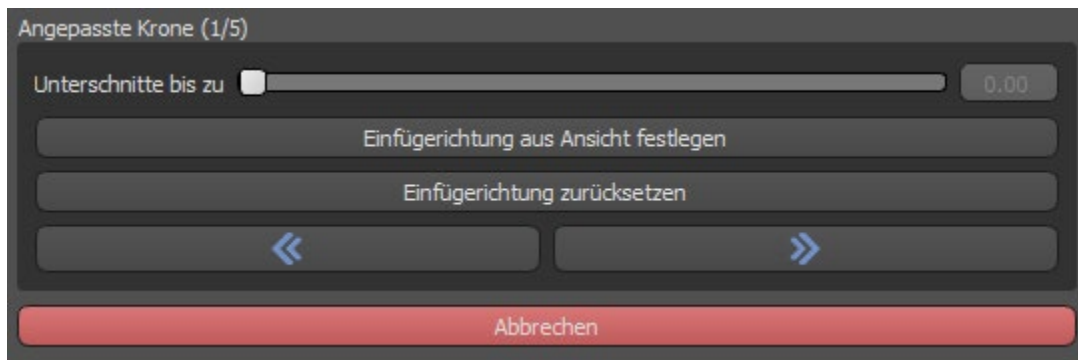 Angepasste Krone (1/5)
Unterschnitte bis zu 0.00
Einfügerichtung aus Ansicht festlegen
Einfügerichtung zurücksetzen
Abbrechen